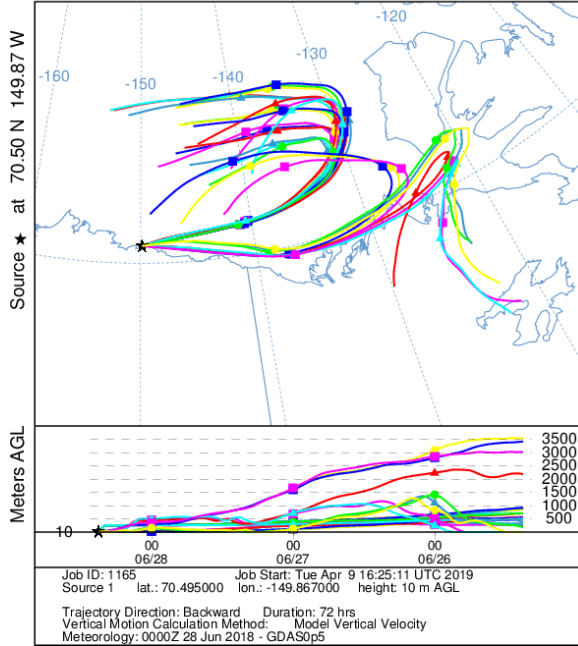 -120
-130
-140
-150
-160
Source ★ at 70.50 N 149.87 W
Meters AGL
3500
3000
2500
2000
1500
1000
500
10
00 00 00
06/28 06/27 06/26
Job ID: 1165 Job Start: Tue Apr 9 16:25:11 UTC 2019
Source 1 lat.: 70.495000 lon.: -149.867000 height: 10 m AGL
Trajectory Direction: Backward Duration: 72 hrs
Vertical Motion Calculation Method: Model Vertical Velocity
Meteorology: 0000Z 28 Jun 2018 - GDAS0p5